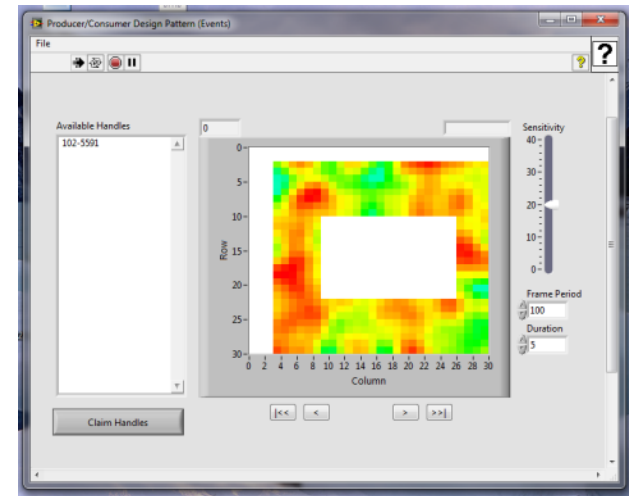 Producer/Consumer Design Pattern (Events)
File
?
?
Available Handles
102-5591
0
Sensitivity
40
30
20
10
0
0
5
10
15
20
25
30
Row
0 2 4 6 8 10 12 14 16 18 20 22 24 26 28 30
Column
Frame Period
100
Duration
5
|<< < > >>|
Claim Handles